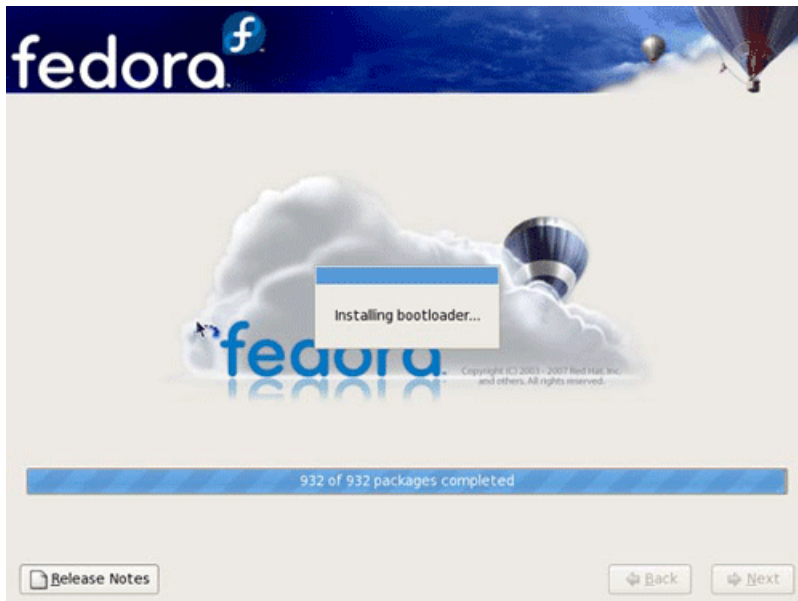 fedora
Installing bootloader...
fedora
Copyright (C) 2003 - 2007 Red Hat, Inc.
and others. All rights reserved.
932 of 932 packages completed
Release Notes
Back
Next